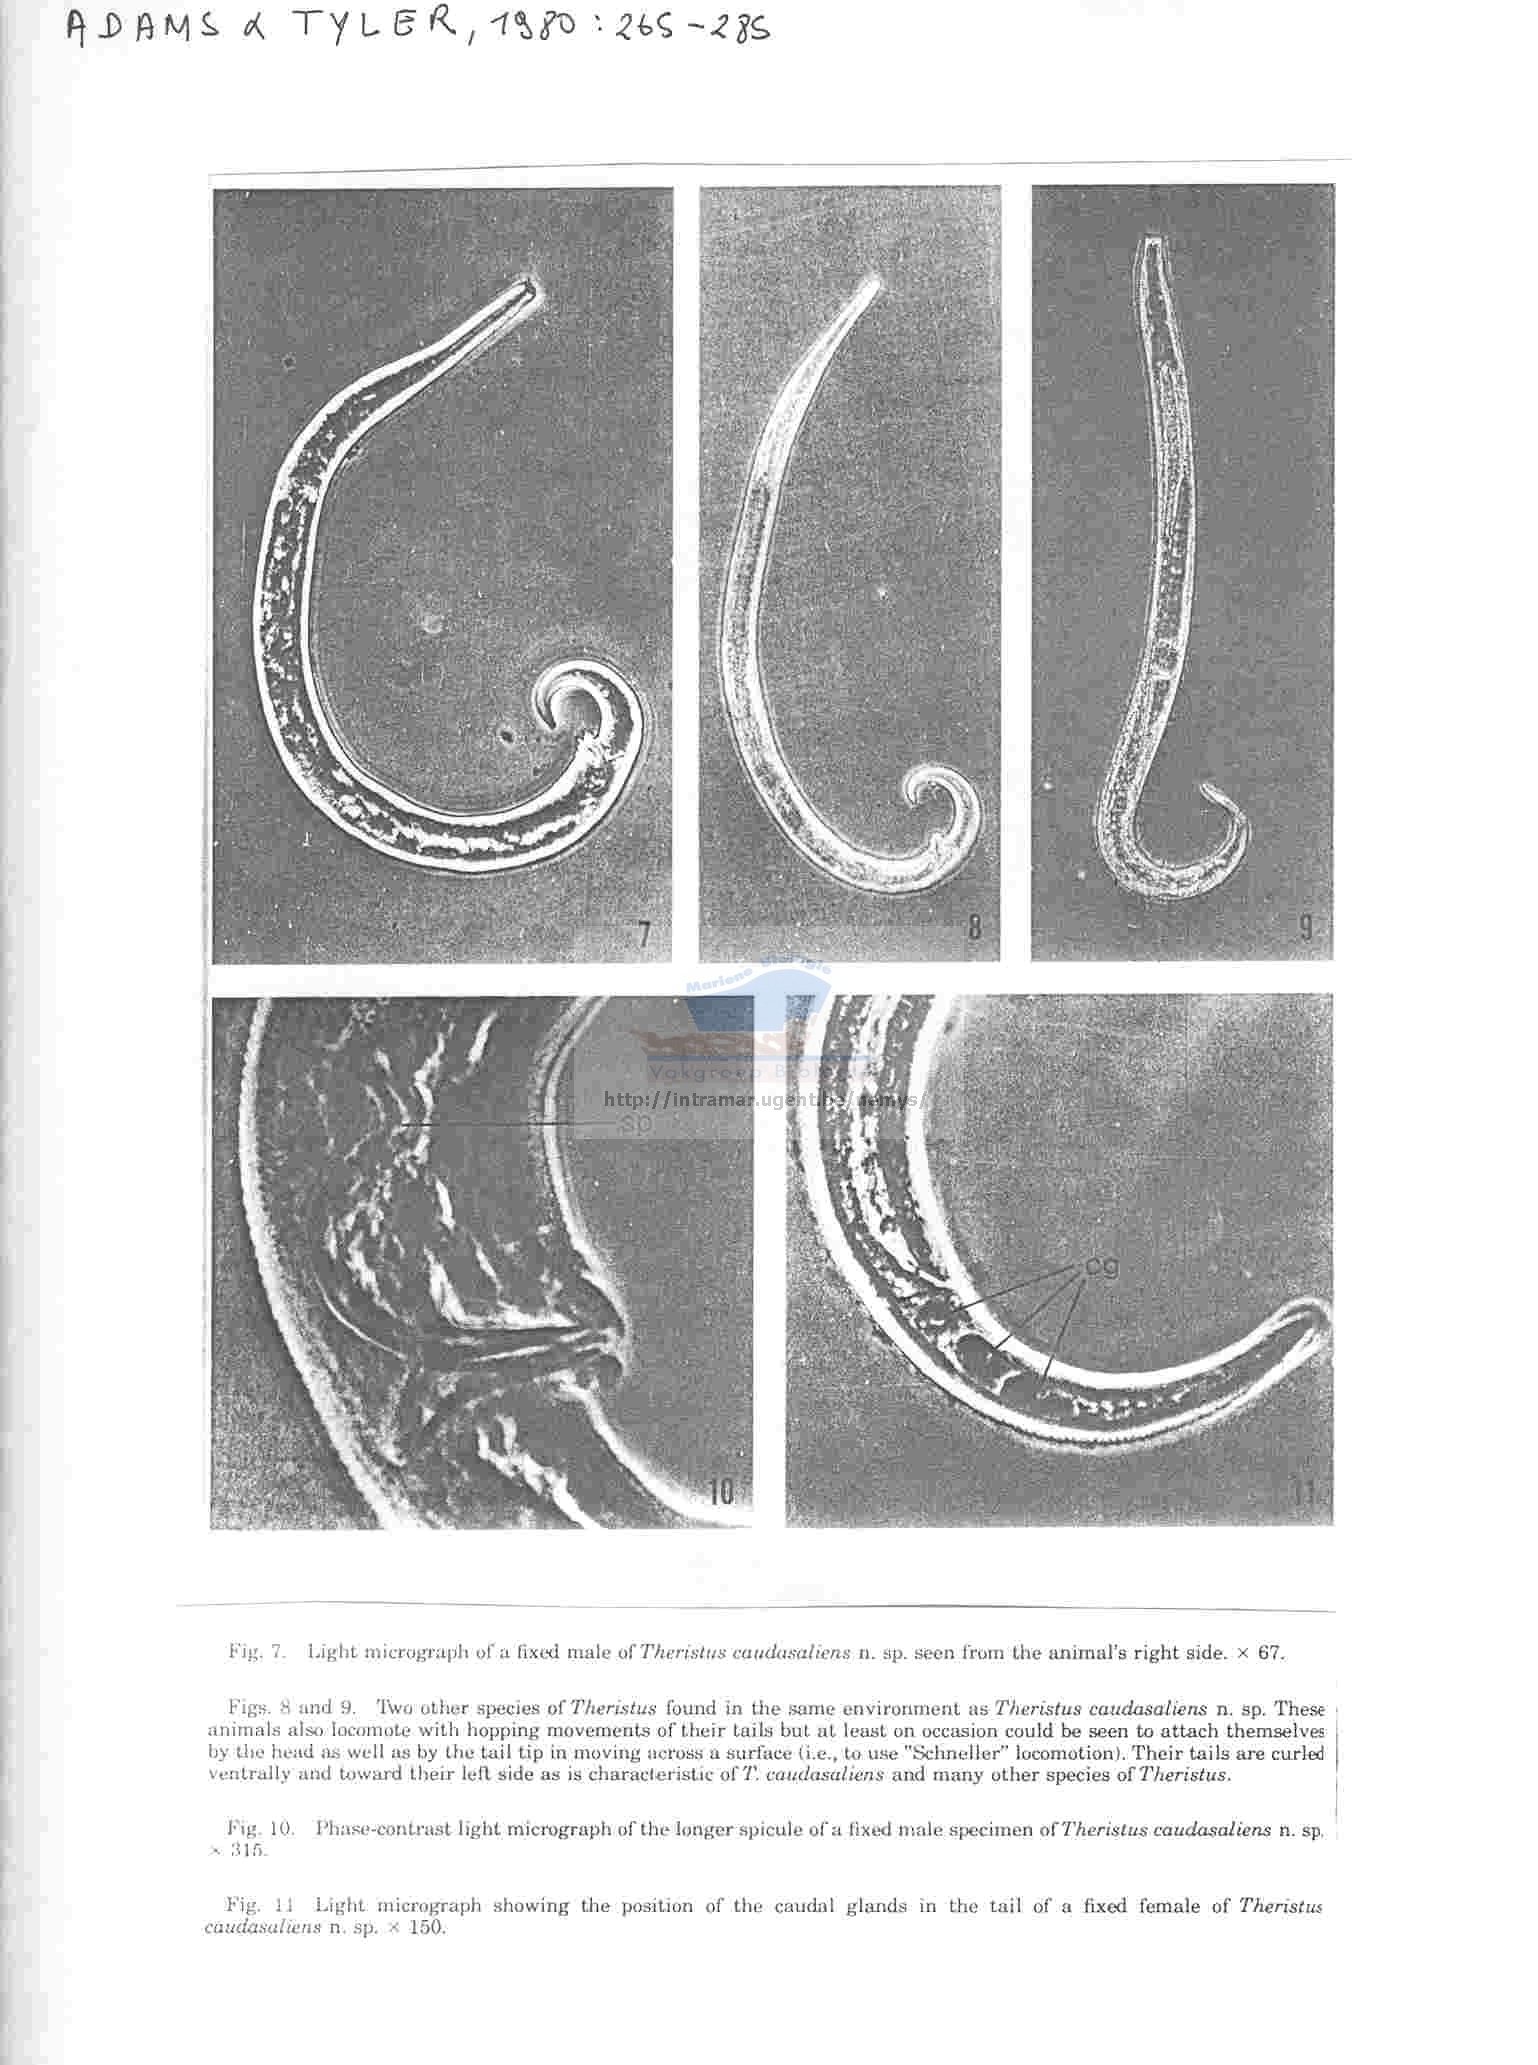 ADAMS & TYLER, 1980 : 265-285
7
8
9
Mariene Biologie
Vakgroep Biologie
http://intramar.ugent.be/nemys/
sp
cg
10
11
Fig. 7. Light micrograph of a fixed male of Theristus caudasaliens n. sp. seen from the animal's right side. × 67.
Figs. 8 and 9. Two other species of Theristus found in the same environment as Theristus caudasaliens n. sp. These
animals also locomote with hopping movements of their tails but at least on occasion could be seen to attach themselves
by the head as well as by the tail tip in moving across a surface (i.e., to use "Schneller" locomotion). Their tails are curled
ventrally and toward their left side as is characteristic of T. caudasaliens and many other species of Theristus.
Fig. 10. Phase-contrast light micrograph of the longer spicule of a fixed male specimen of Theristus caudasaliens n. sp.
× 315.
Fig. 11 Light micrograph showing the position of the caudal glands in the tail of a fixed female of Theristus
caudasaliens n. sp. × 150.